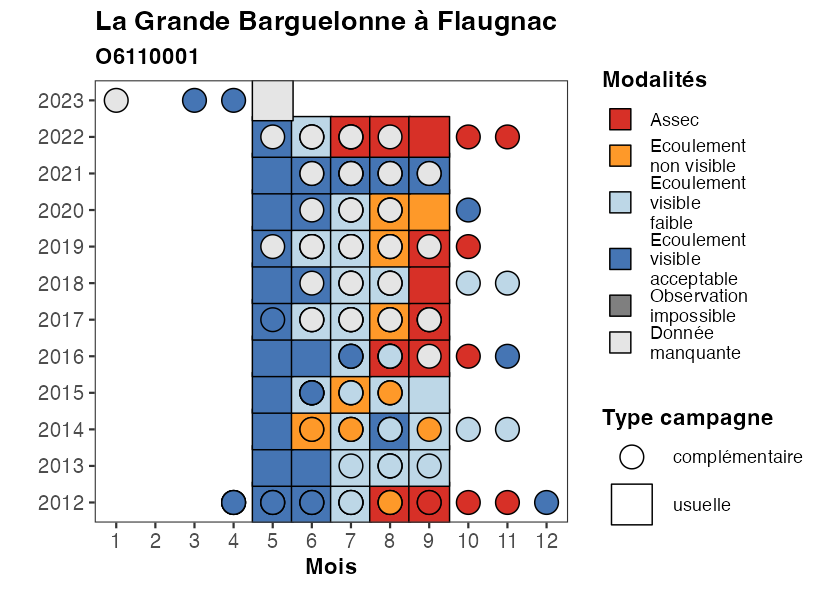 La Grande Barguelonne à Flaugnac
O6110001
2023
2022
2021
2020
2019
2018
2017
2016
2015
2014
2013
2012
1 2 3 4 5 6 7 8 9 10 11 12
Mois
Modalités
Assec
Ecoulement
non visible
Ecoulement
visible
faible
Ecoulement
visible
acceptable
Observation
impossible
Donnée
manquante
Type campagne
complémentaire
usuelle